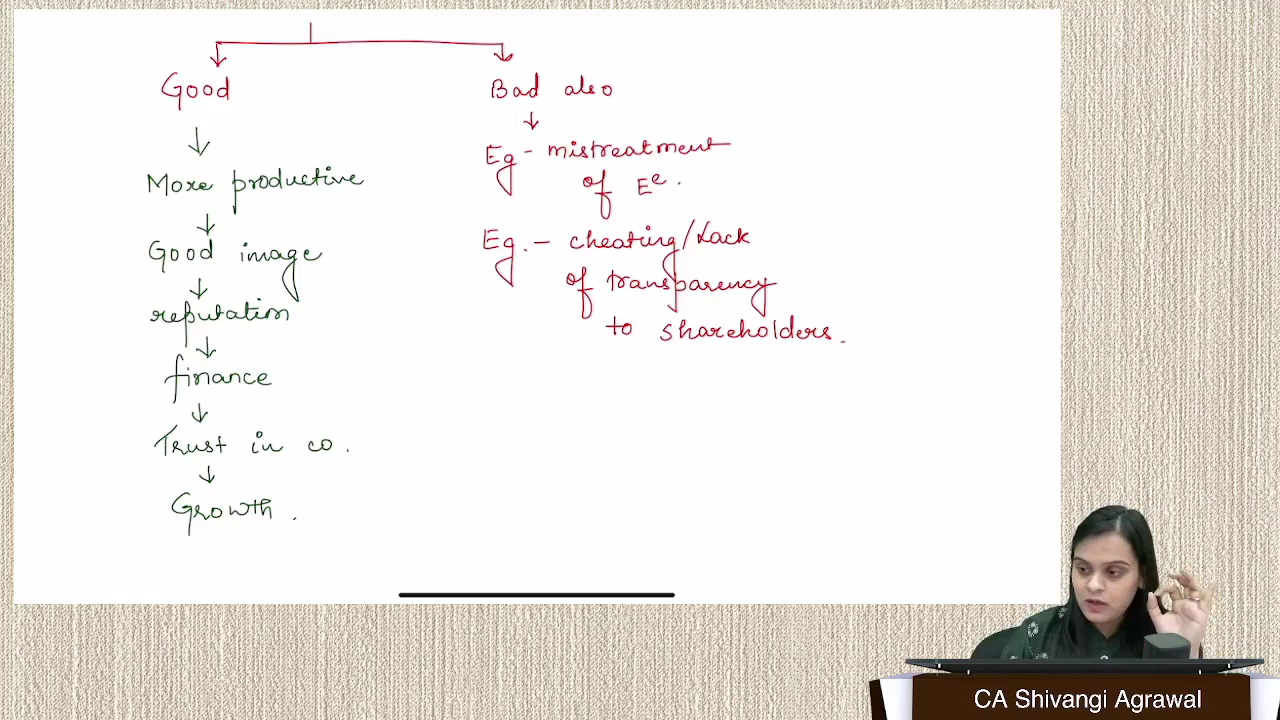 Good
More productive
Good image
reputation
finance
Trust in co.
Growth.
Bad also
Eg - mistreatment
of Ee.
Eg. - cheating/Lack
of transparency
to shareholders.
CA Shivangi Agrawal